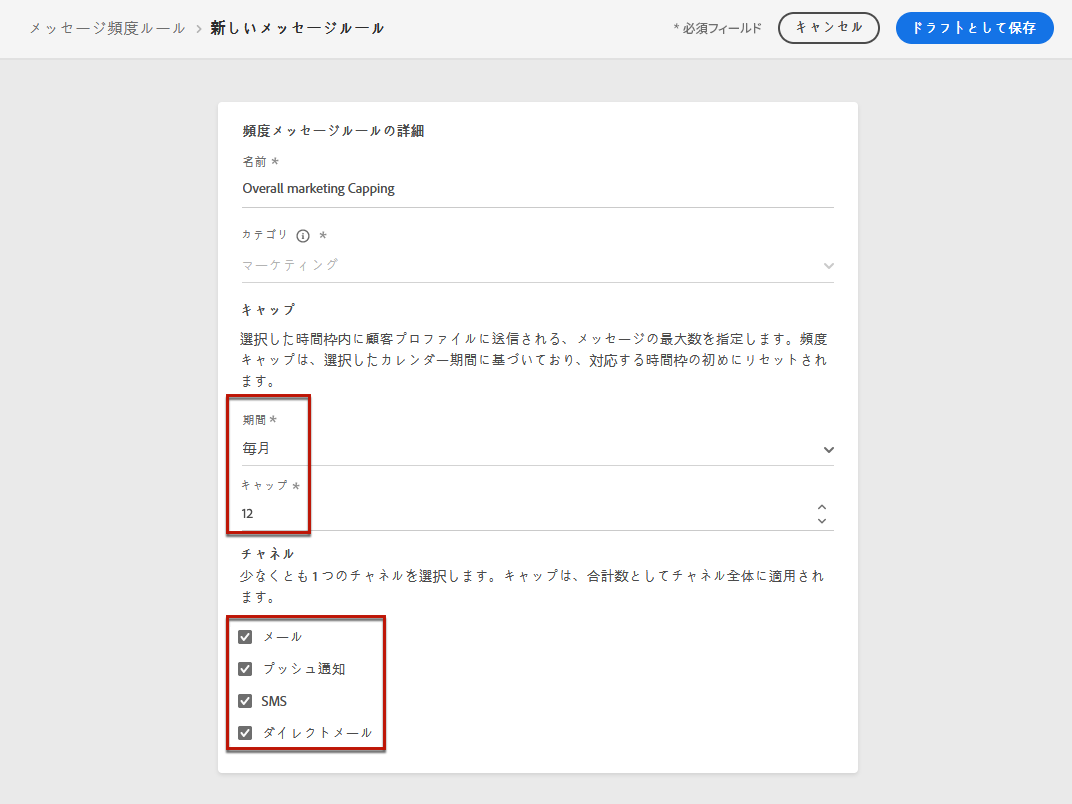 メッセージ頻度ルール > 新しいメッセージルール * 必須フィールド キャンセル ドラフトとして保存
頻度メッセージルールの詳細
名前 *
Overall marketing Capping
カテゴリ *
マーケティング
キャップ
選択した時間枠内に顧客プロファイルに送信される、メッセージの最大数を指定します。頻度
キャップは、選択したカレンダー期間に基づいており、対応する時間枠の初めにリセットされ
ます。
期間 *
毎月
キャップ *
12
チャネル
少なくとも 1 つのチャネルを選択します。キャップは、合計数としてチャネル全体に適用され
ます。
メール
プッシュ通知
SMS
ダイレクトメール